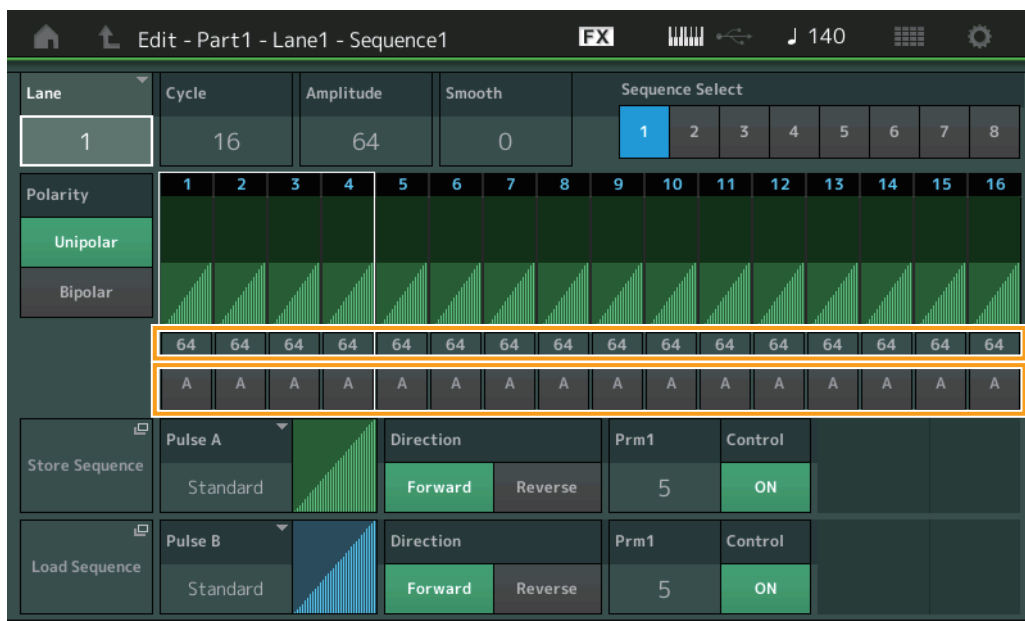 Edit - Part1 - Lane1 - Sequence1 FX 140
Lane Cycle Amplitude Smooth Sequence Select
1 16 64 0 1 2 3 4 5 6 7 8
Polarity 1 2 3 4 5 6 7 8 9 10 11 12 13 14 15 16
Unipolar
Bipolar
64 64 64 64 64 64 64 64 64 64 64 64 64 64 64 64
A A A A A A A A A A A A A A A A
Store Sequence Pulse A Direction Prm1 Control
Standard Forward Reverse 5 ON
Load Sequence Pulse B Direction Prm1 Control
Standard Forward Reverse 5 ON